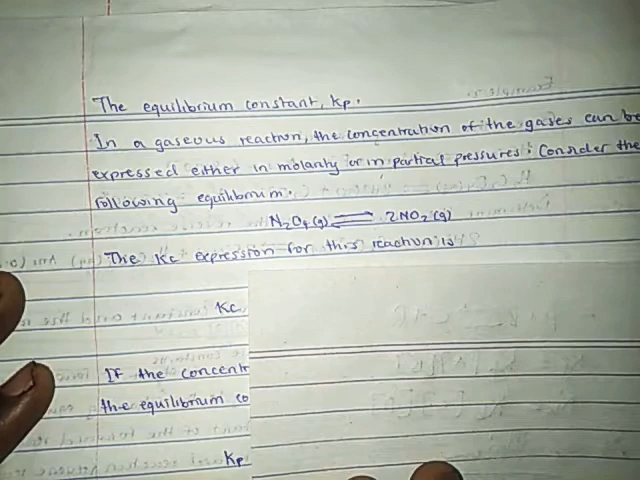 The equilibrium constant, Kp.
In a gaseous reaction, the concentration of the gases can be
expressed either in molarity or in partial pressures. Consider the
following equilibrium.
N₂O₄(g) ⇌ 2NO₂(g)
The Kc expression for this reaction is
Kc
If the concentr
the equilibrium co
Kp